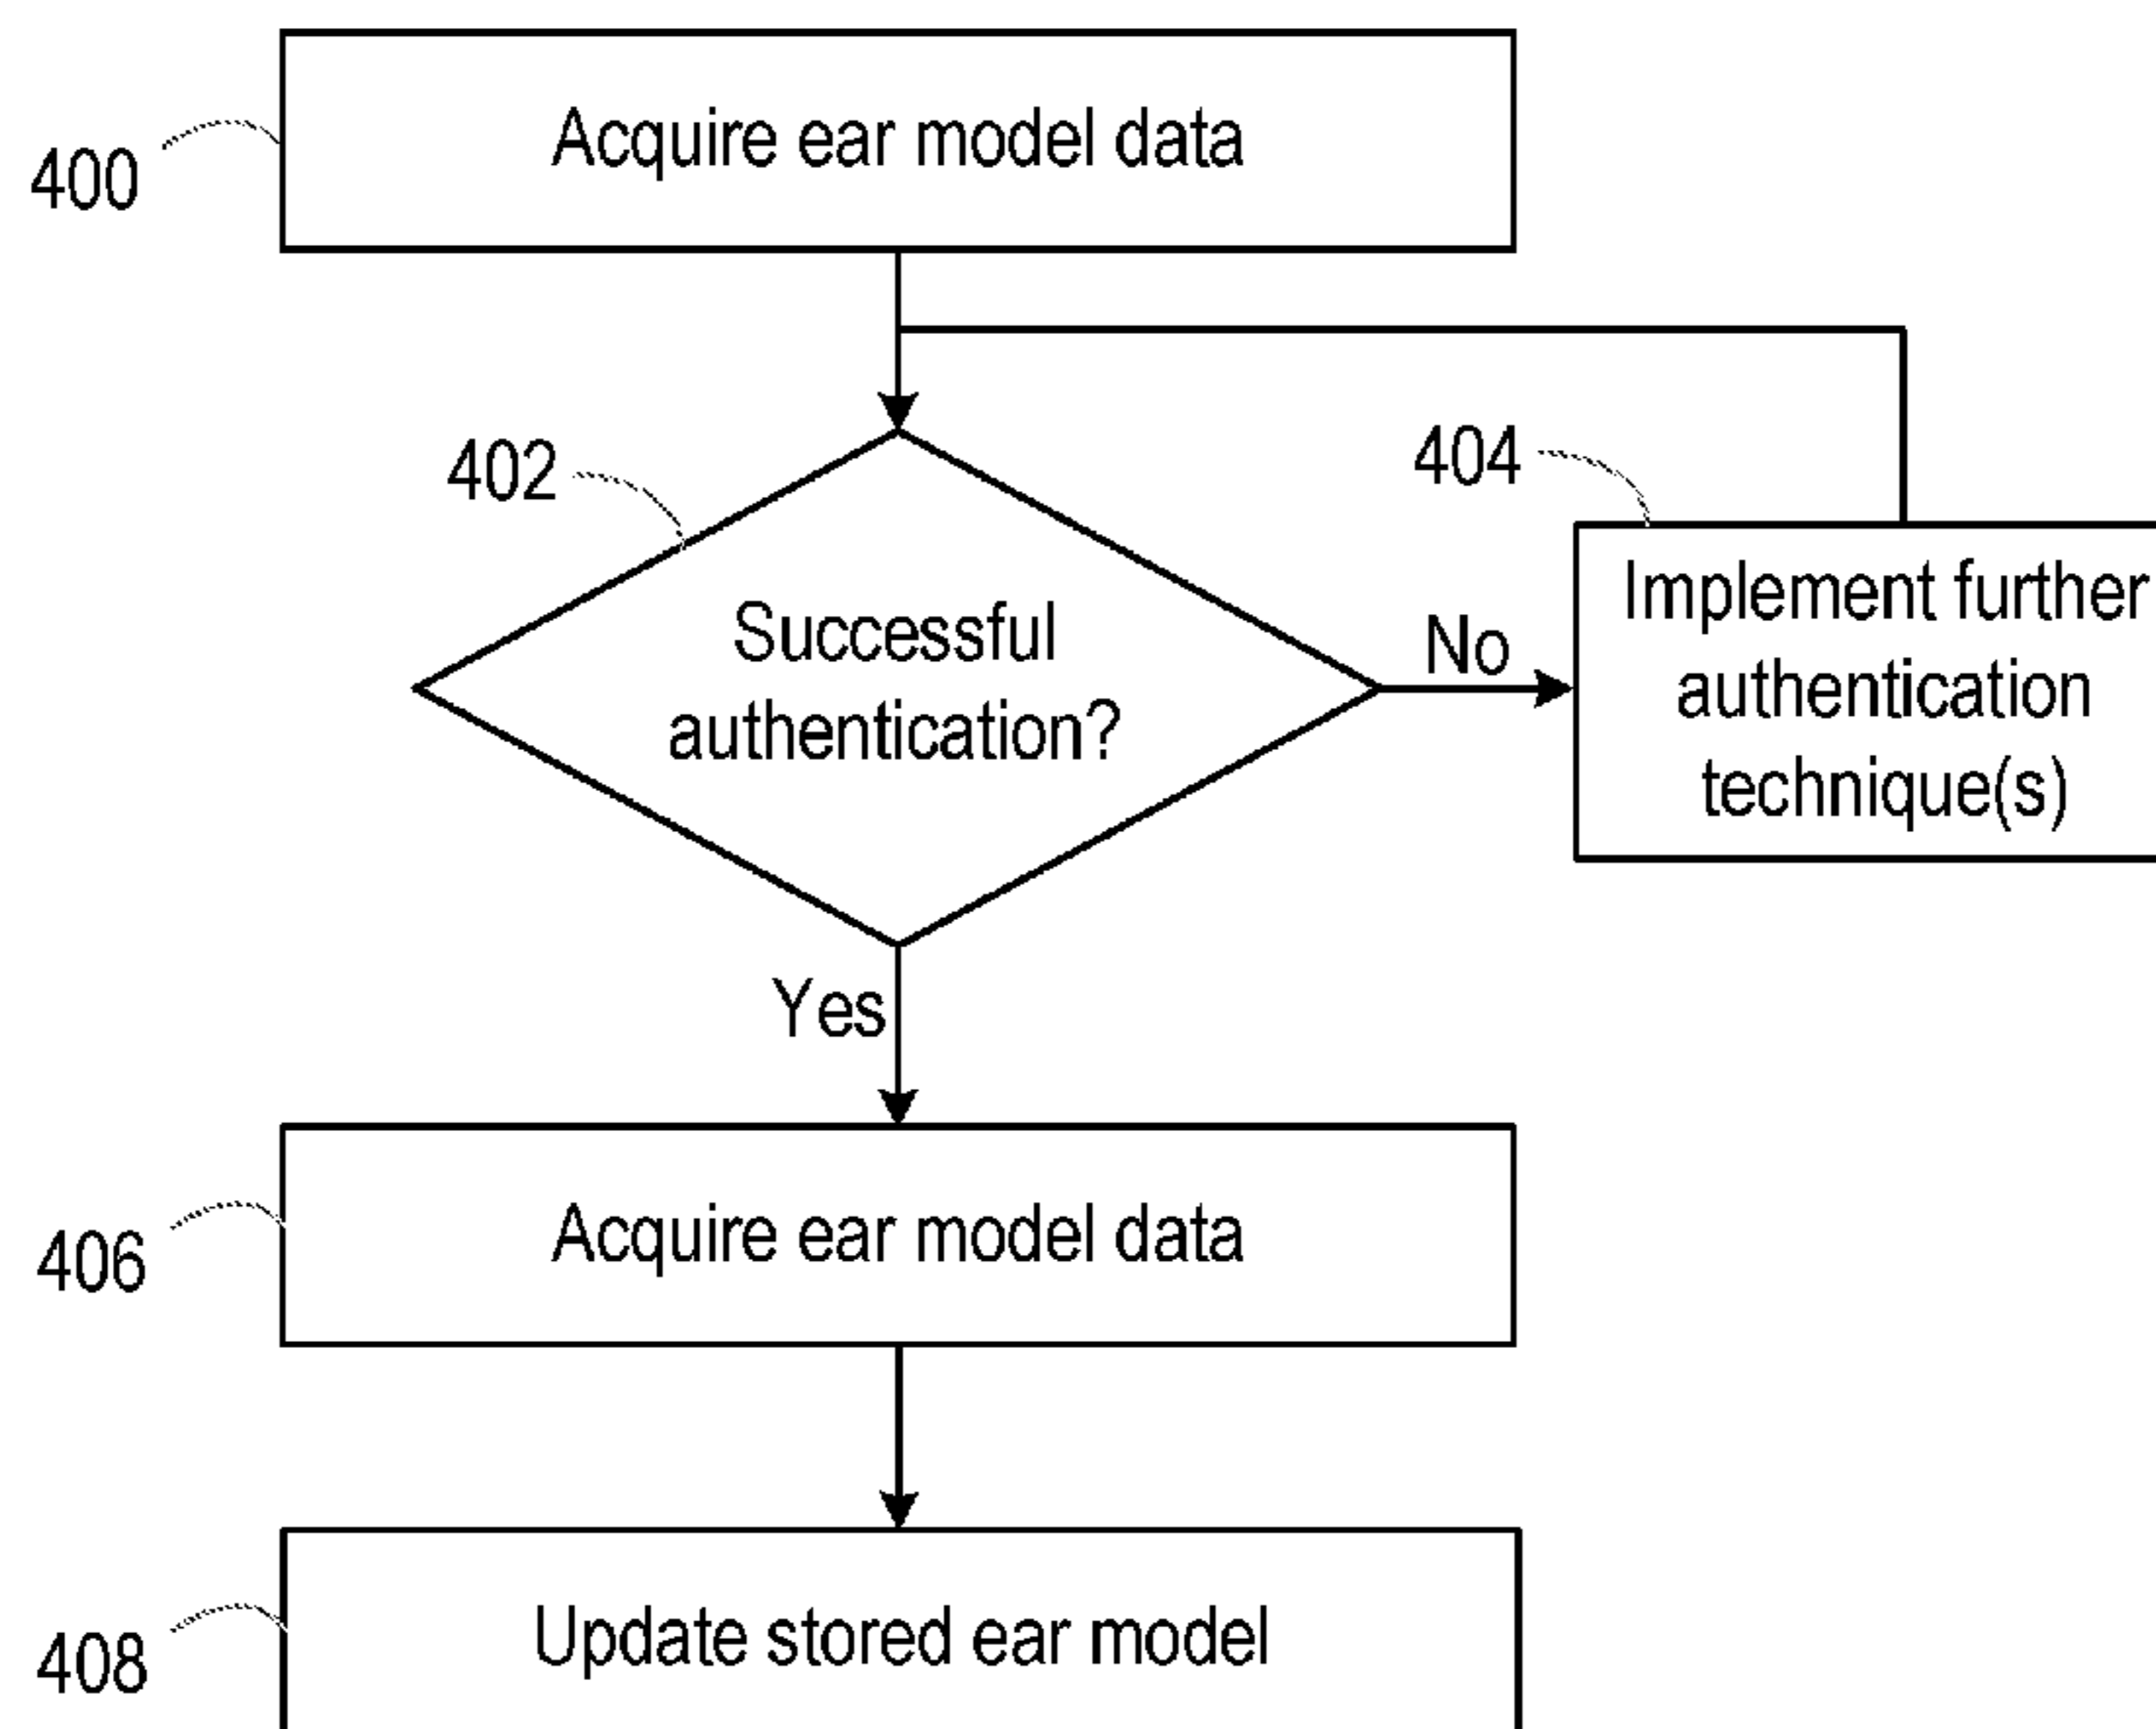 400
Acquire ear model data
402
404
Successful
authentication?
No
Implement further
authentication
technique(s)
Yes
406
Acquire ear model data
408
Update stored ear model